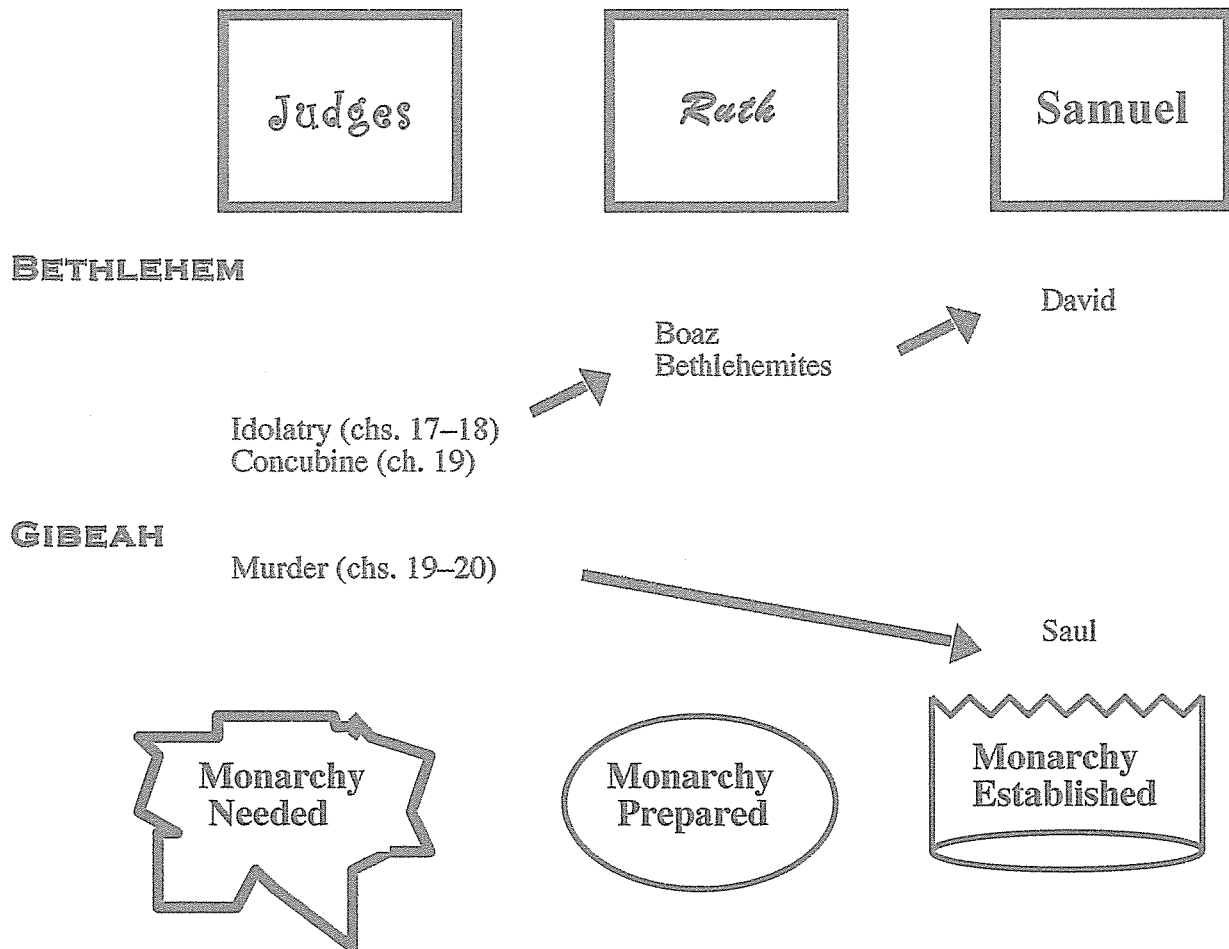 Judges
Ruth
Samuel
BETHLEHEM
David
Boaz
Bethlehemites
Idolatry (chs. 17–18)
Concubine (ch. 19)
GIBEAH
Murder (chs. 19–20)
Saul
Monarchy
Needed
Monarchy
Prepared
Monarchy
Established